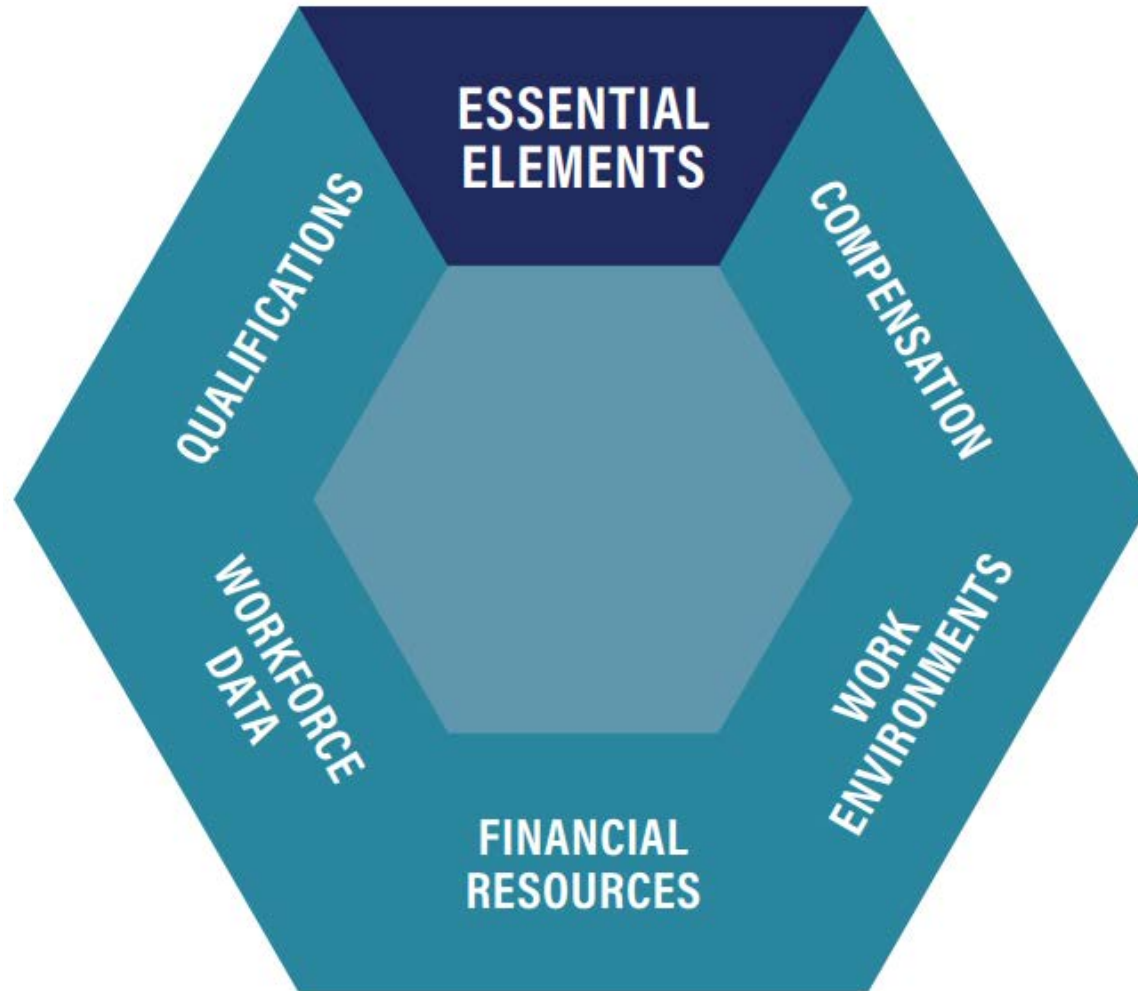 ESSENTIAL
ELEMENTS
COMPENSATION
WORK
ENVIRONMENTS
FINANCIAL
RESOURCES
WORKFORCE
DATA
QUALIFICATIONS